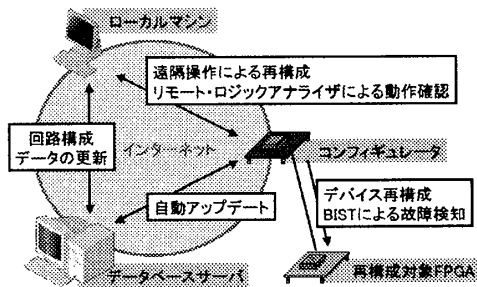 ローカルマシン
遠隔操作による再構成
リモート・ロジックアナライザによる動作確認
回路構成
データの更新
インターネット
コンフィギュレータ
自動アップデート
デバイス再構成
BISTによる故障検知
データベースサーバ
再構成対象FPGA